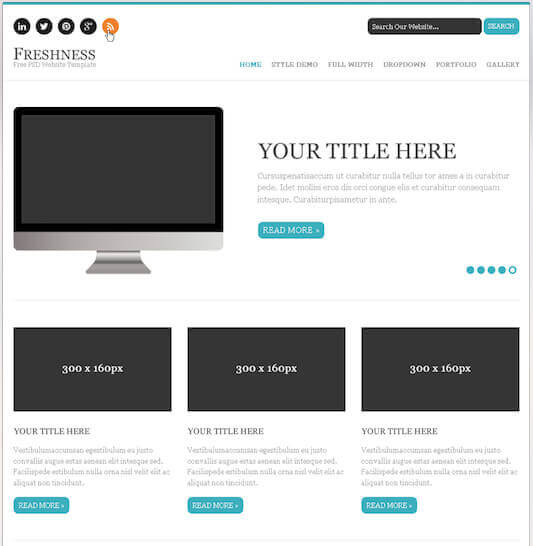 in
g+
Search Our Website...
SEARCH
FRESHNESS
Free PSD Website Template
HOME STYLE DEMO FULL WIDTH DROPDOWN PORTFOLIO GALLERY
YOUR TITLE HERE
Cursuspenatisaccum ut curabitur nulla tellus tor ames a in curabitur
pede. Idet mollisi eros dis orci congue elis et curabitur consequam
intesque. Curabiturpisametur in ante.
READ MORE »
300 x 160px
300 x 160px
300 x 160px
YOUR TITLE HERE
Vestibulumaccumsan egestibulum eu justo
convallis augue estas aenean elit intesque sed.
Facilispede estibulum nulla orna nisl velit elit ac
aliquat non tincidunt.
READ MORE »
YOUR TITLE HERE
Vestibulumaccumsan egestibulum eu justo
convallis augue estas aenean elit intesque sed.
Facilispede estibulum nulla orna nisl velit elit ac
aliquat non tincidunt.
READ MORE »
YOUR TITLE HERE
Vestibulumaccumsan egestibulum eu justo
convallis augue estas aenean elit intesque sed.
Facilispede estibulum nulla orna nisl velit elit ac
aliquat non tincidunt.
READ MORE »